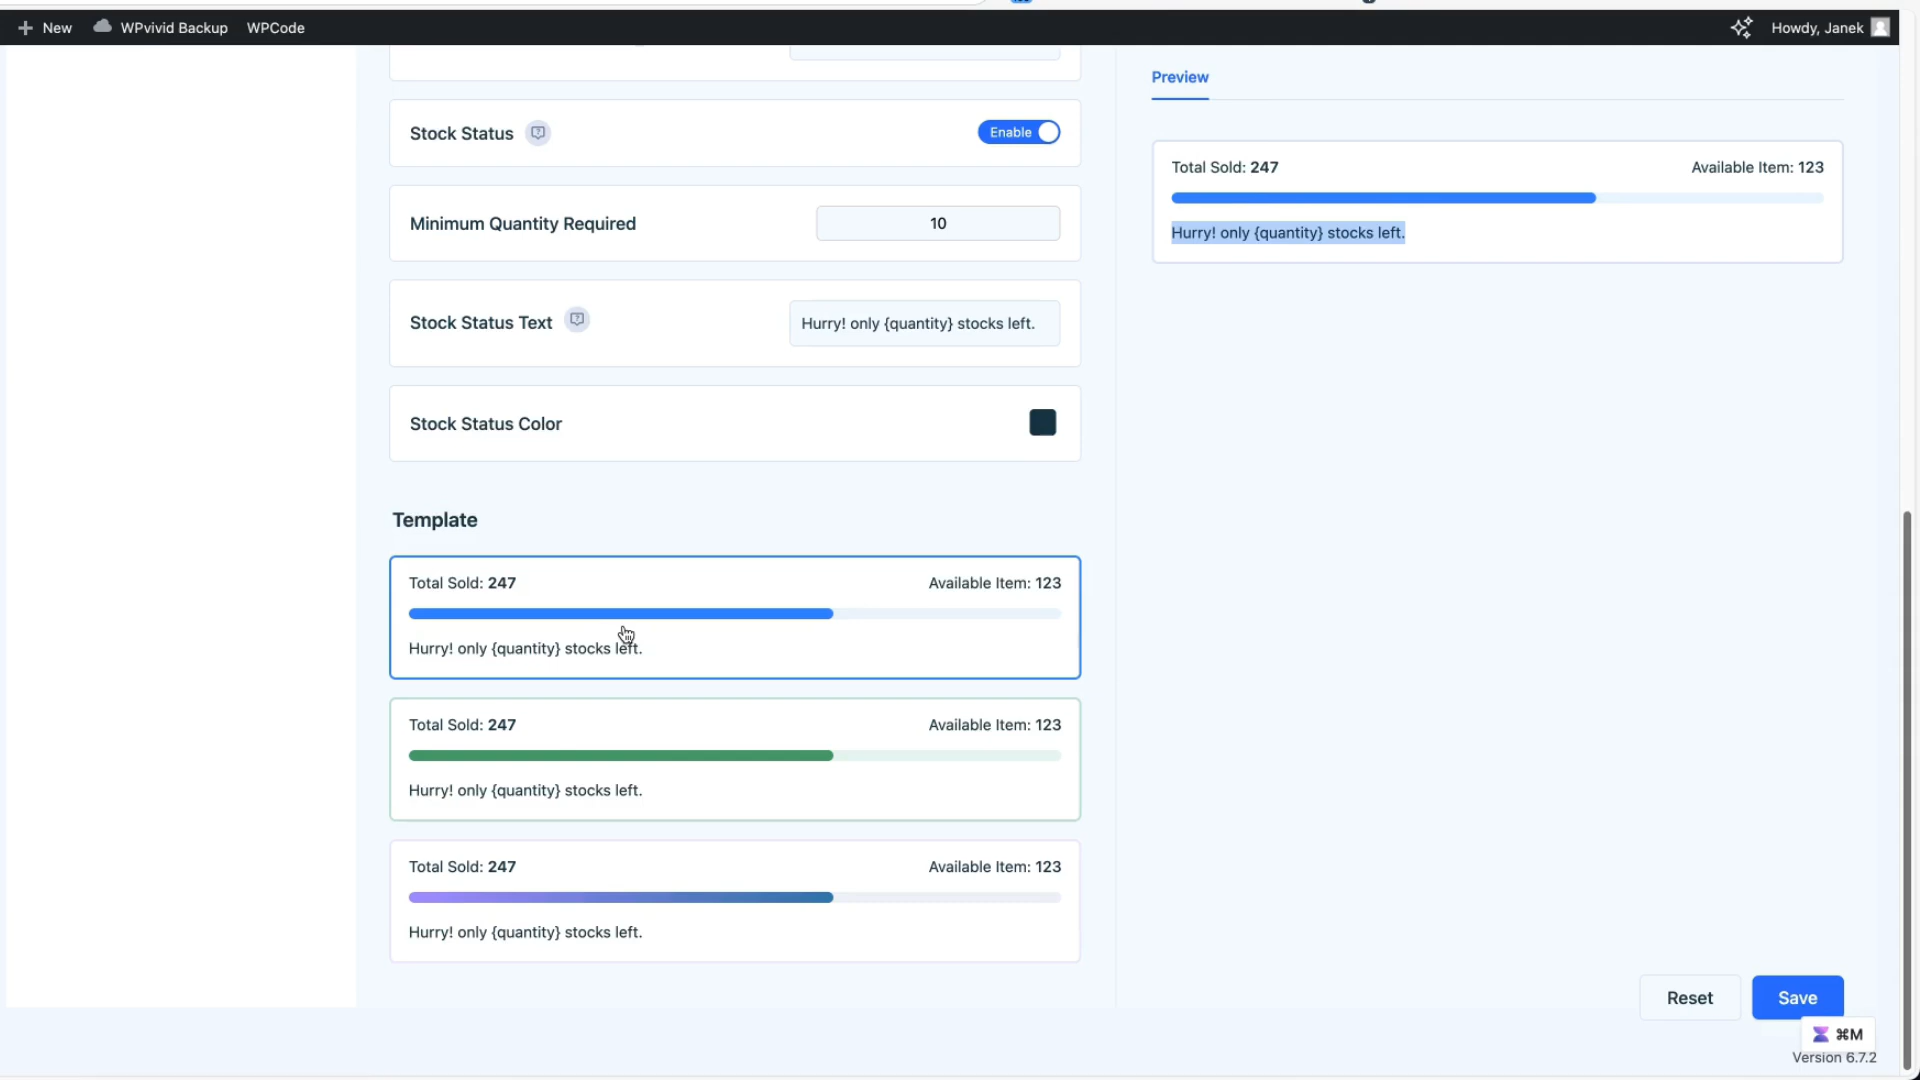 New WPvivid Backup WPCode Howdy, Janek
Preview
Stock Status Enable
Total Sold: 247 Available Item: 123
Minimum Quantity Required 10
Hurry! only {quantity} stocks left.
Stock Status Text Hurry! only {quantity} stocks left.
Stock Status Color
Template
Total Sold: 247 Available Item: 123
Hurry! only {quantity} stocks left.
Total Sold: 247 Available Item: 123
Hurry! only {quantity} stocks left.
Total Sold: 247 Available Item: 123
Hurry! only {quantity} stocks left.
Reset Save
⌘M
Version 6.7.2